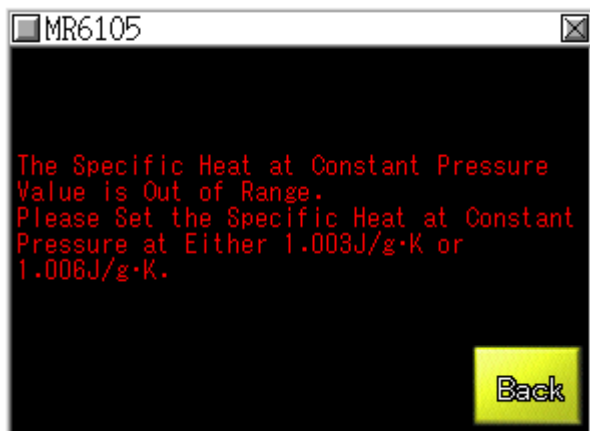 MR6105
The Specific Heat at Constant Pressure
Value is Out of Range.
Please Set the Specific Heat at Constant
Pressure at Either 1.003J/g·K or
1.006J/g·K.
Back